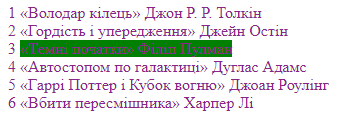 1 «Володар кілець» Джон Р. Р. Толкін
2 «Гордість і упередження» Джейн Остін
3 «Темні початки» Філіп Пулман
4 «Автостопом по галактиці» Дуглас Адамс
5 «Гаррі Поттер і Кубок вогню» Джоан Роулінг
6 «Вбити пересмішника» Харпер Лі